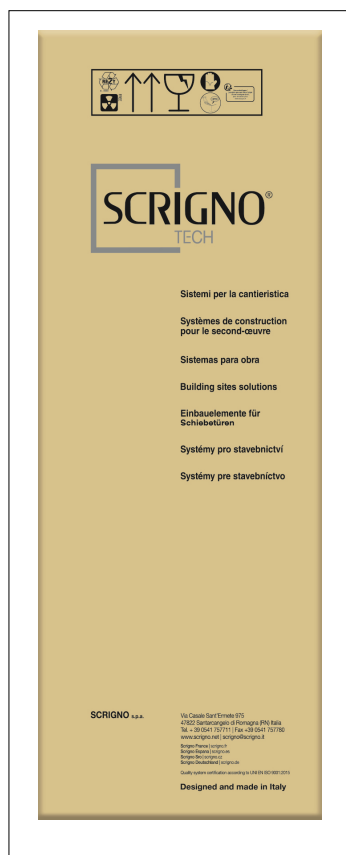 SCRIGNO®
TECH
Sistemi per la cantieristica
Systèmes de construction
pour le second-œuvre
Sistemas para obra
Building sites solutions
Einbauelemente für
Schiebetüren
Systémy pro stavebnictví
Systémy pre stavebníctvo
SCRIGNO s.p.a.
Via Casale Sant'Ermete 975
47822 Santarcangelo di Romagna (RN) Italia
Tel. +39 0541 757711 | Fax +39 0541 757780
www.scrigno.net | scrigno@scrigno.it
Scrigno France | scrigno.fr
Scrigno Espana | scrigno.es
Scrigno Sro | scrigno.cz
Scrigno Deutschland | scrigno.de
Quality system certification according to UNI EN ISO 9001:2015
Designed and made in Italy